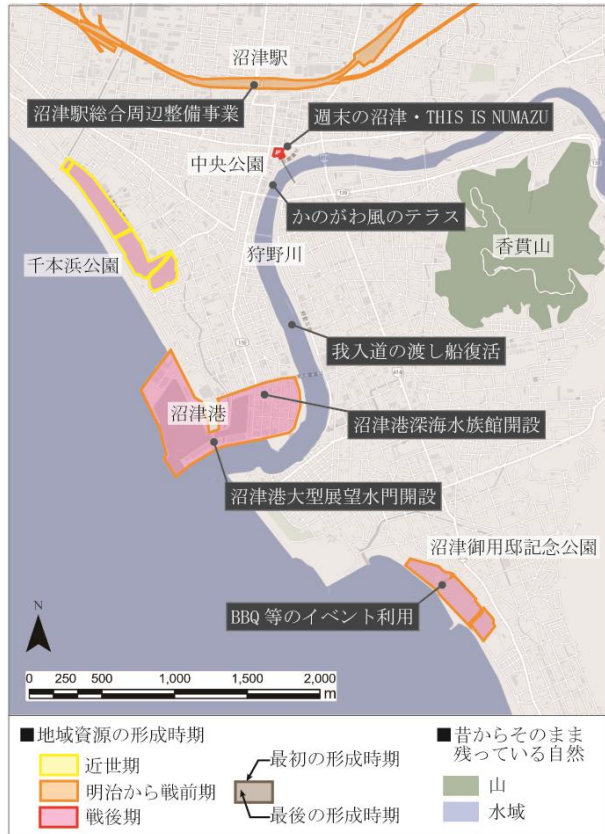 沼津駅
沼津駅総合周辺整備事業
週末の沼津・THIS IS NUMAZU
中央公園
かのがわ風のテラス
香貫山
狩野川
千本浜公園
我入道の渡し船復活
沼津港
沼津港深海水族館開設
沼津港大型展望水門開設
沼津御用邸記念公園
BBQ 等のイベント利用
N
0 250 500 1,000 1,500 2,000
m
■地域資源の形成時期
近世期
明治から戦前期
戦後期
最初の形成時期
最後の形成時期
■昔からそのまま
残っている自然
山
水域